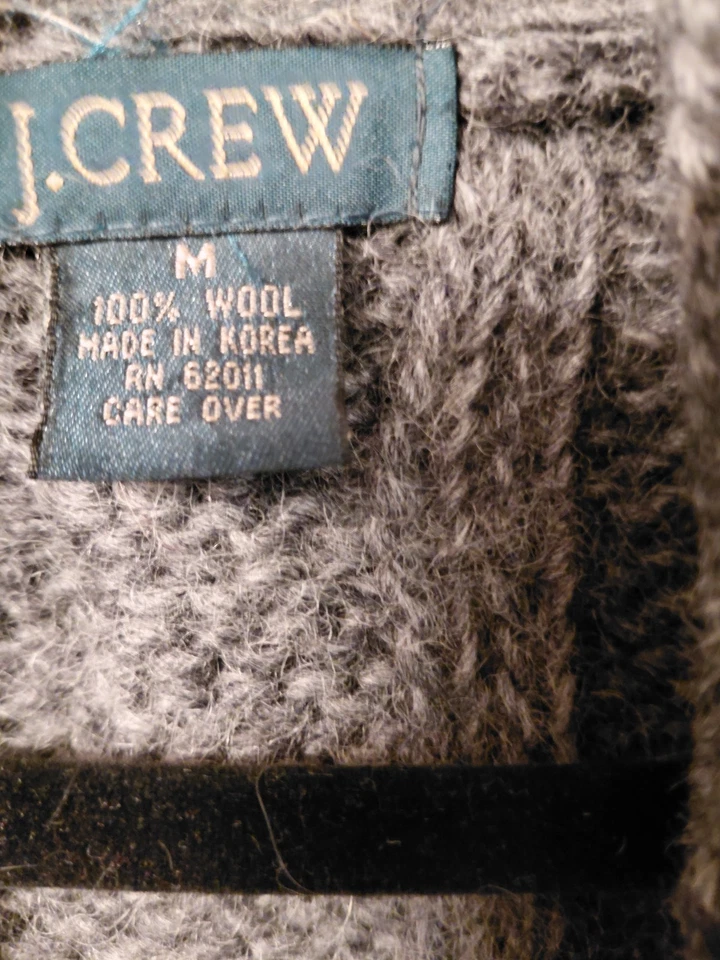 J.CREW
M
100% WOOL
MADE IN KOREA
RN 62011
CARE OVER